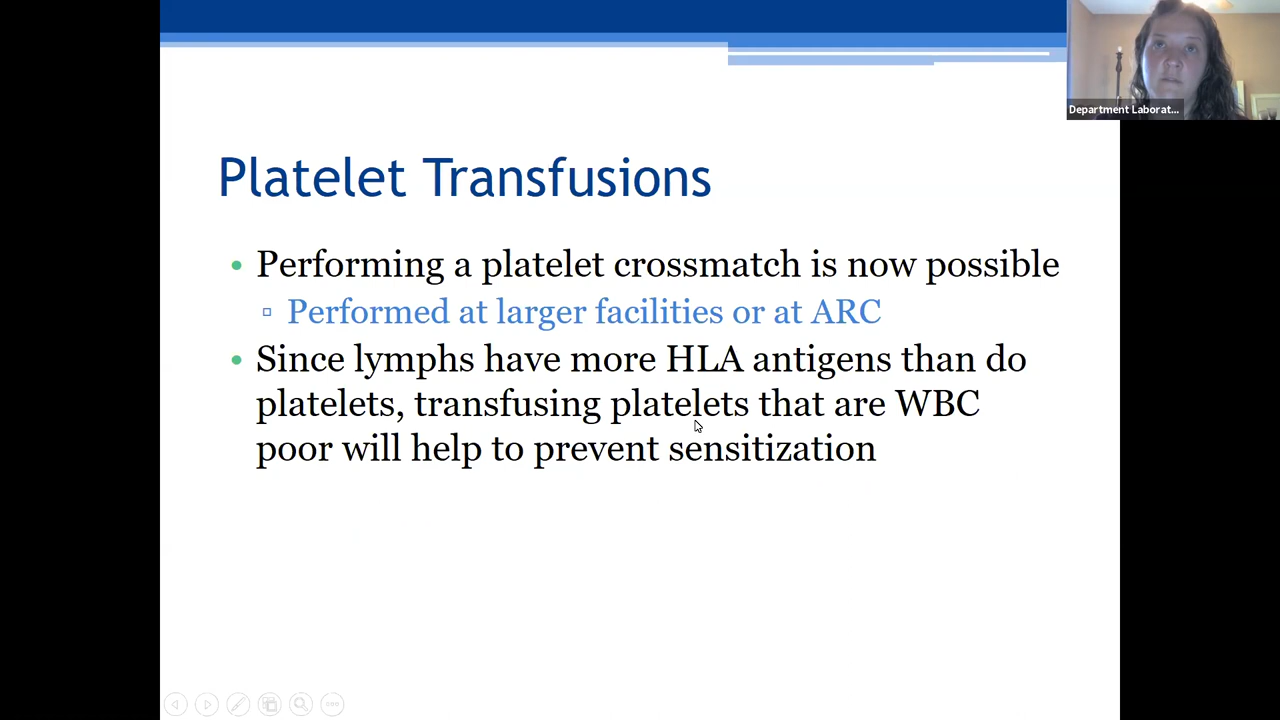 Department Laborat...
Platelet Transfusions
Performing a platelet crossmatch is now possible
Performed at larger facilities or at ARC
Since lymphs have more HLA antigens than do
platelets, transfusing platelets that are WBC
poor will help to prevent sensitization